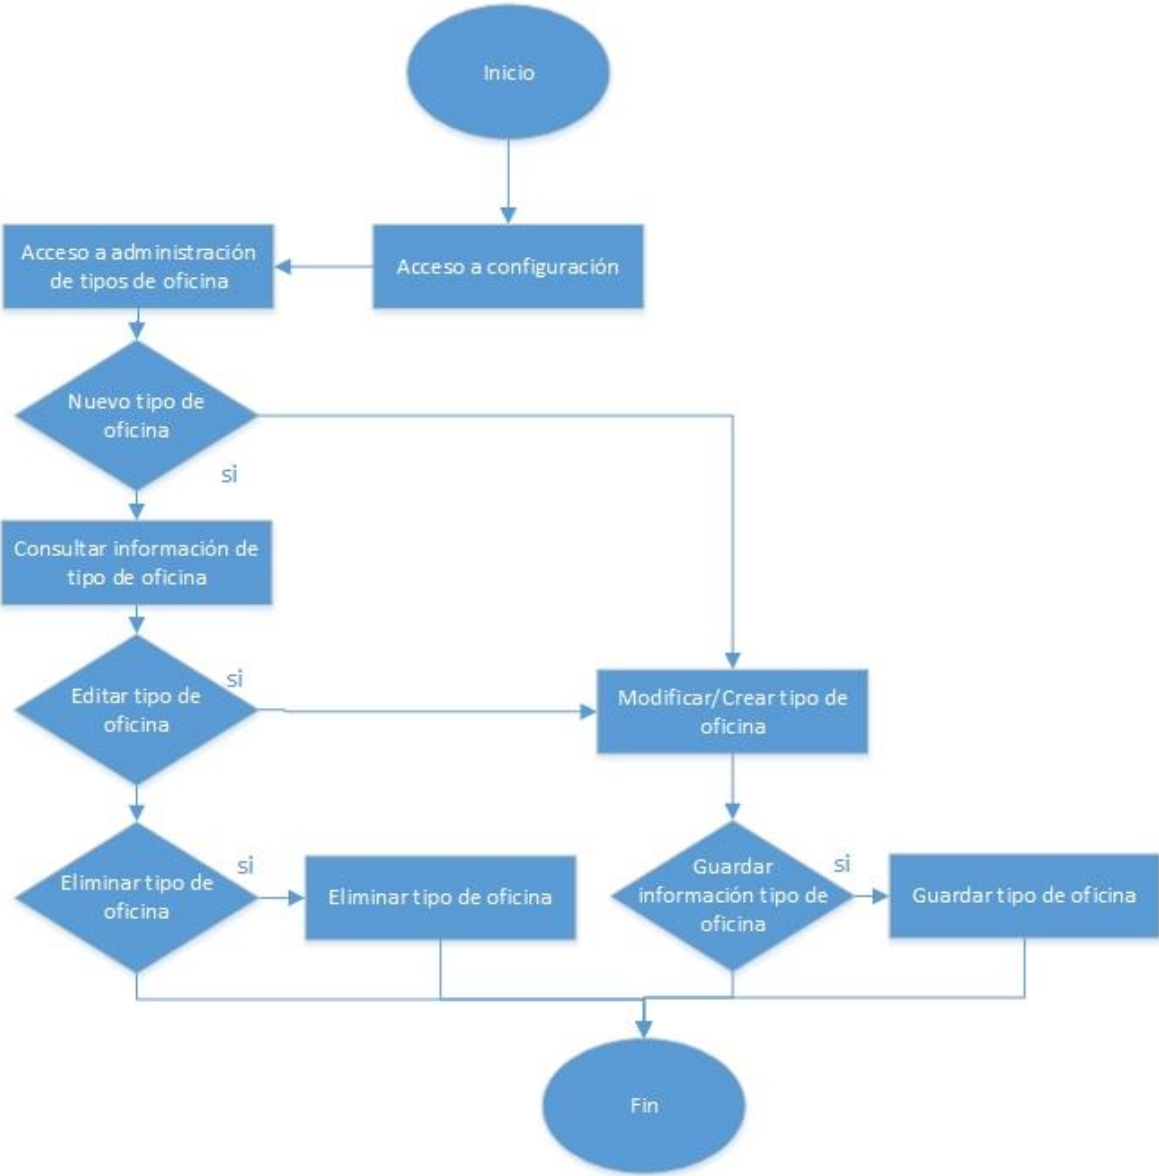 Inicio
Acceso a administración
de tipos de oficina
Acceso a configuración
Nuevo tipo de
oficina
si
Consultar información de
tipo de oficina
Editar tipo de
oficina
si
Modificar/Crear tipo de
oficina
Eliminar tipo de
oficina
si
Eliminar tipo de oficina
Guardar
información tipo de
oficina
si
Guardar tipo de oficina
Fin